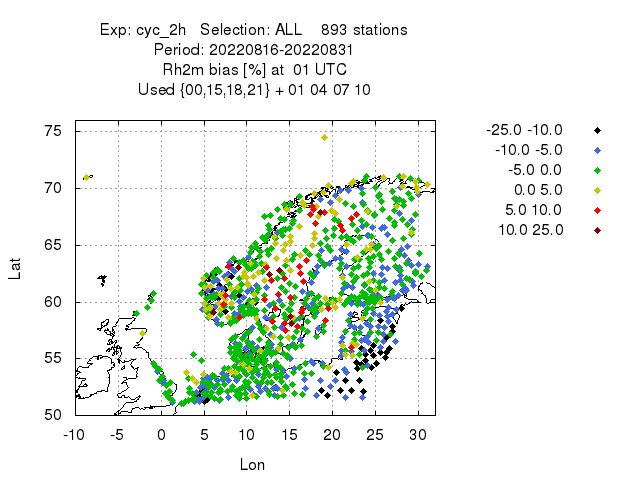 Exp: cyc_2h   Selection: ALL    893 stations
Period: 20220816-20220831
Rh2m bias [%] at  01 UTC
Used {00,15,18,21} + 01 04 07 10
-25.0 -10.0
-10.0 -5.0
-5.0 0.0
0.0 5.0
5.0 10.0
10.0 25.0
75
70
65
60
55
50
Lat
-10 -5 0 5 10 15 20 25 30
Lon